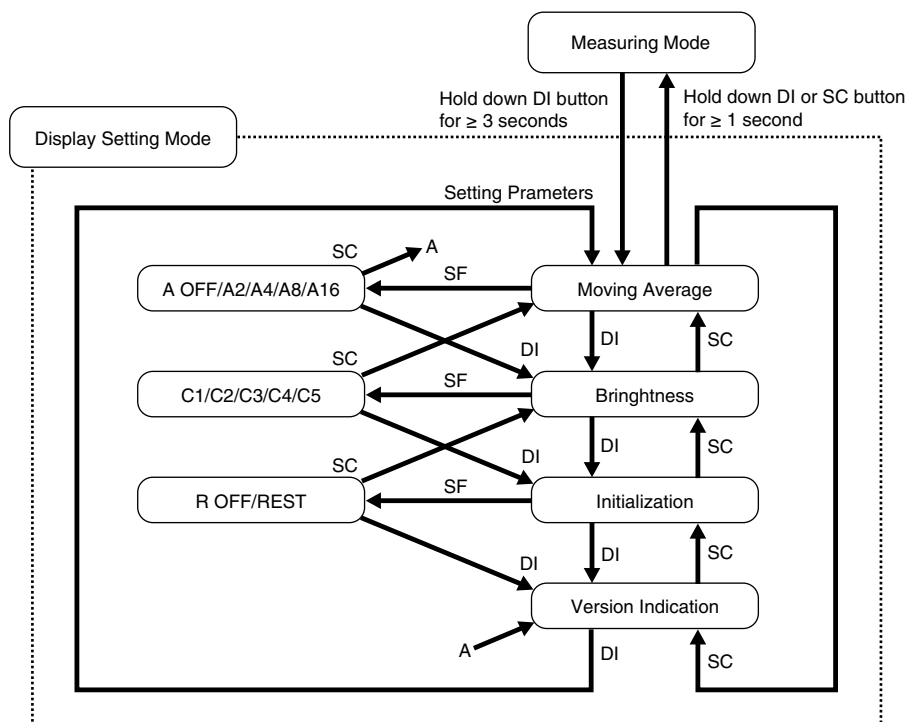 Measuring Mode
Hold down DI button
for ≥ 3 seconds
Hold down DI or SC button
for ≥ 1 second
Display Setting Mode
Setting Prameters
SC
A
A OFF/A2/A4/A8/A16
SF
Moving Average
SC
DI
DI
SC
C1/C2/C3/C4/C5
SF
Bringhtness
SC
DI
DI
SC
R OFF/REST
SF
Initialization
DI
DI
SC
Version Indication
A
DI
SC